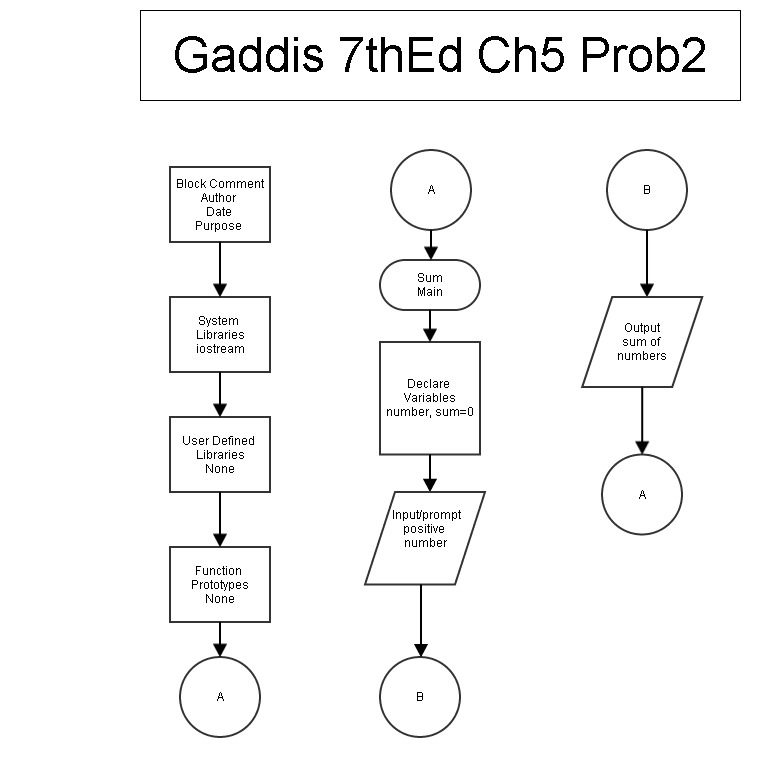 Gaddis 7thEd Ch5 Prob2
Block Comment
Author
Date
Purpose
System
Libraries
iostream
User Defined
Libraries
None
Function
Prototypes
None
A
A
Sum
Main
Declare
Variables
number, sum=0
Input/prompt
positive
number
B
B
Output
sum of
numbers
A